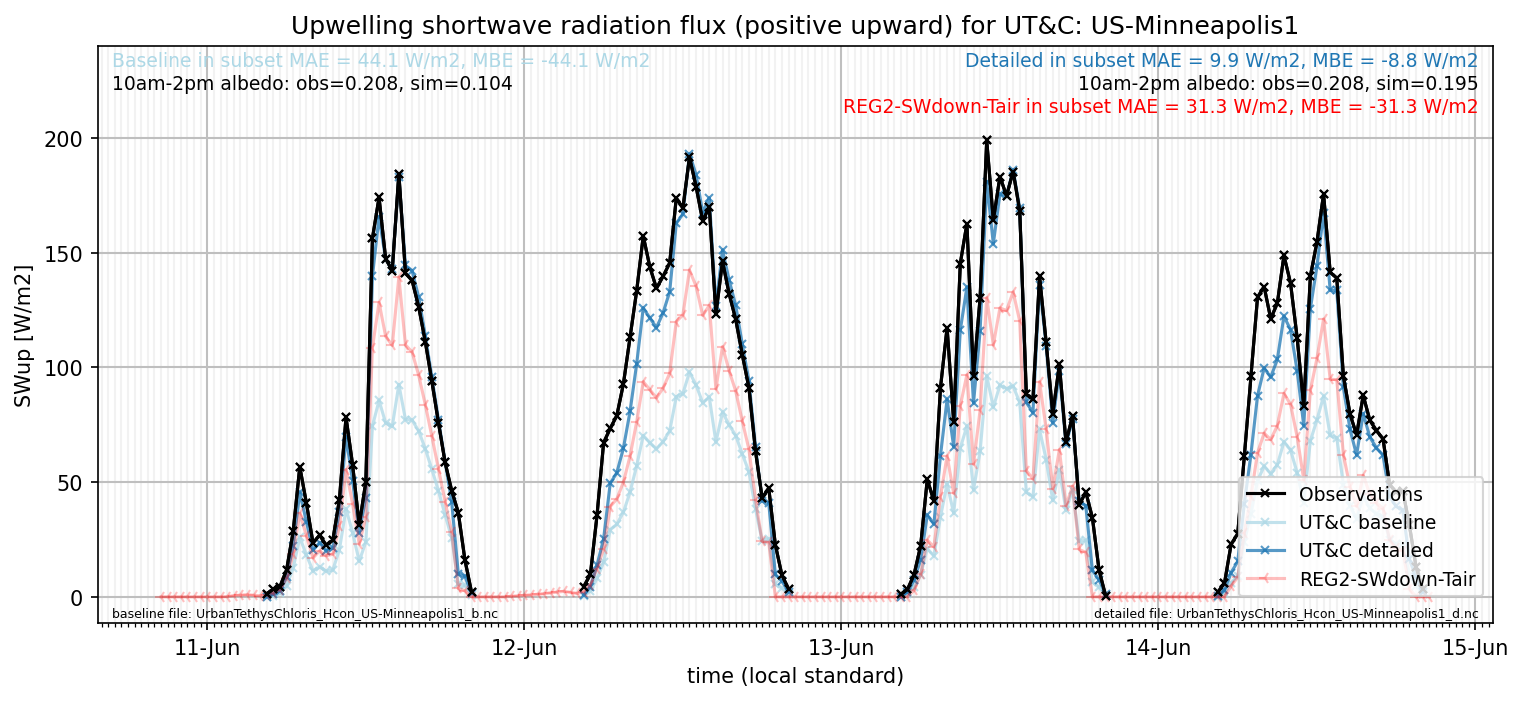 Upwelling shortwave radiation flux (positive upward) for UT&C: US-Minneapolis1
Baseline in subset MAE = 44.1 W/m2, MBE = -44.1 W/m2
10am-2pm albedo: obs=0.208, sim=0.104
Detailed in subset MAE = 9.9 W/m2, MBE = -8.8 W/m2
10am-2pm albedo: obs=0.208, sim=0.195
REG2-SWdown-Tair in subset MAE = 31.3 W/m2, MBE = -31.3 W/m2
SWup [W/m2]
200
150
100
50
0
Observations
UT&C baseline
UT&C detailed
REG2-SWdown-Tair
baseline file: UrbanTethysChloris_Hcon_US-Minneapolis1_b.nc
detailed file: UrbanTethysChloris_Hcon_US-Minneapolis1_d.nc
11-Jun
12-Jun
13-Jun
14-Jun
15-Jun
time (local standard)